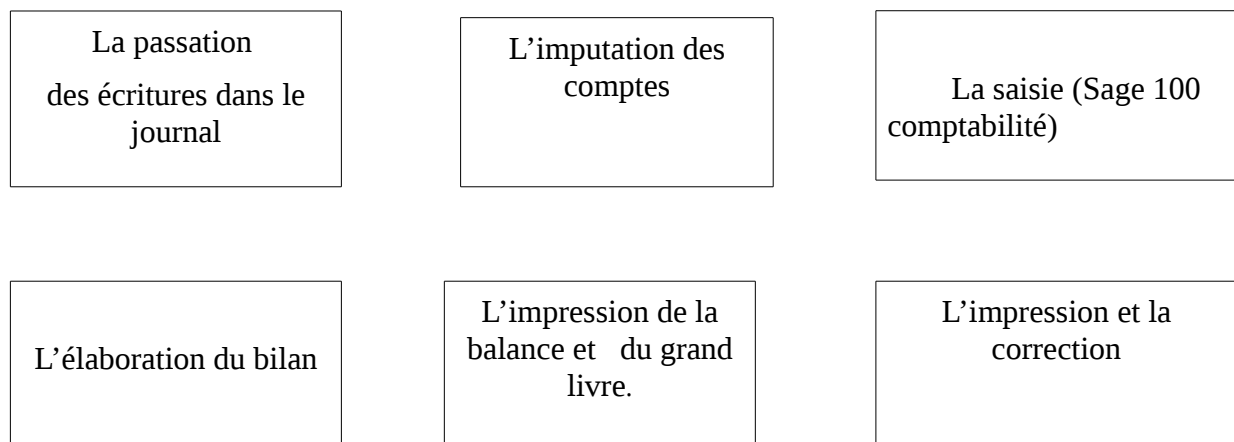 La passation
des écritures dans le
journal
L’imputation des
comptes
La saisie (Sage 100
comptabilité)
L’élaboration du bilan
L’impression de la
balance et du grand
livre.
L’impression et la
correction